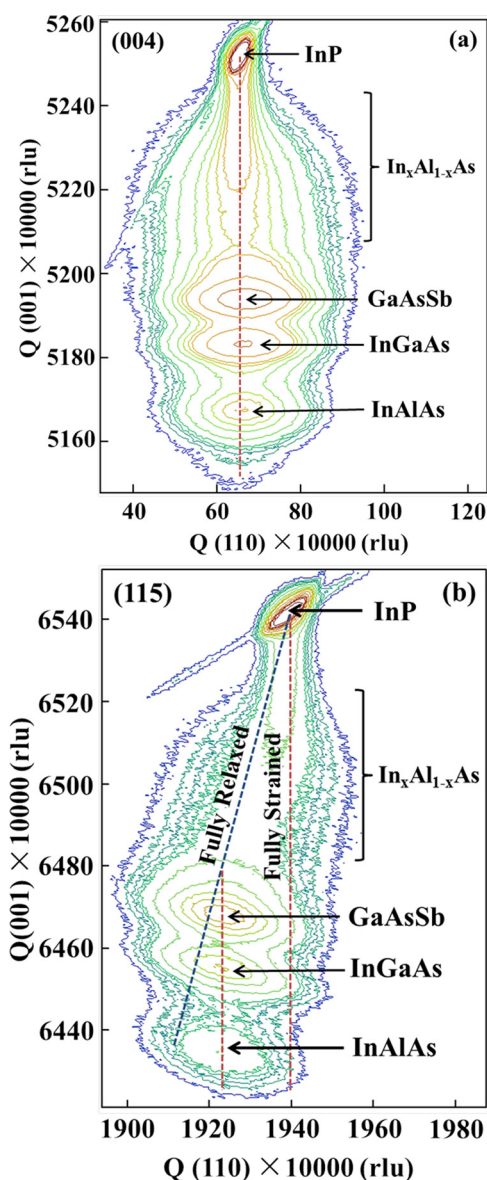 (004)
(a)
5260
5240
5220
5200
5180
5160
Q (001) × 10000 (rlu)
InP
InₓAl₁₋ₓAs
GaAsSb
InGaAs
InAlAs
40
60
80
100
120
Q (110) × 10000 (rlu)
(115)
(b)
6540
6520
6500
6480
6460
6440
Q(001) × 10000 (rlu)
InP
InₓAl₁₋ₓAs
Fully Relaxed
Fully Strained
GaAsSb
InGaAs
InAlAs
1900
1920
1940
1960
1980
Q (110) × 10000 (rlu)